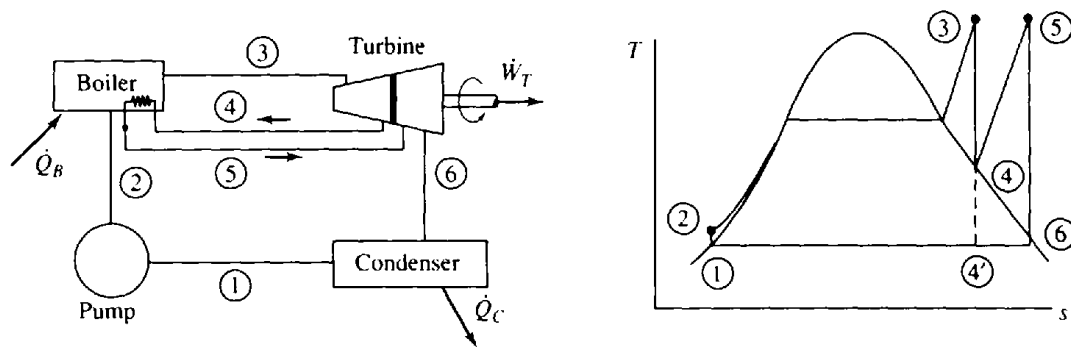 Turbine
③
Ẇ_T
Boiler
④
Q̇_B
②
⑤
⑥
Condenser
①
Pump
Q̇_C
T
③
⑤
④
②
⑥
①
4′
s